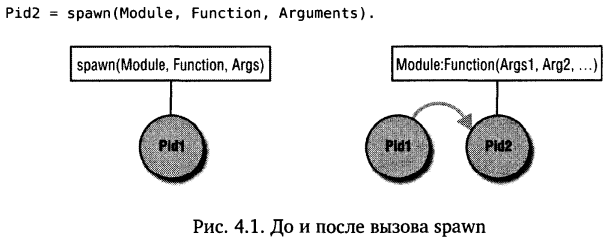 Pid2 = spawn(Module, Function, Arguments).
spawn(Module, Function, Args)
Module:Function(Args1, Arg2, ...)
Pid1
Pid1
Pid2
Рис. 4.1. До и после вызова spawn